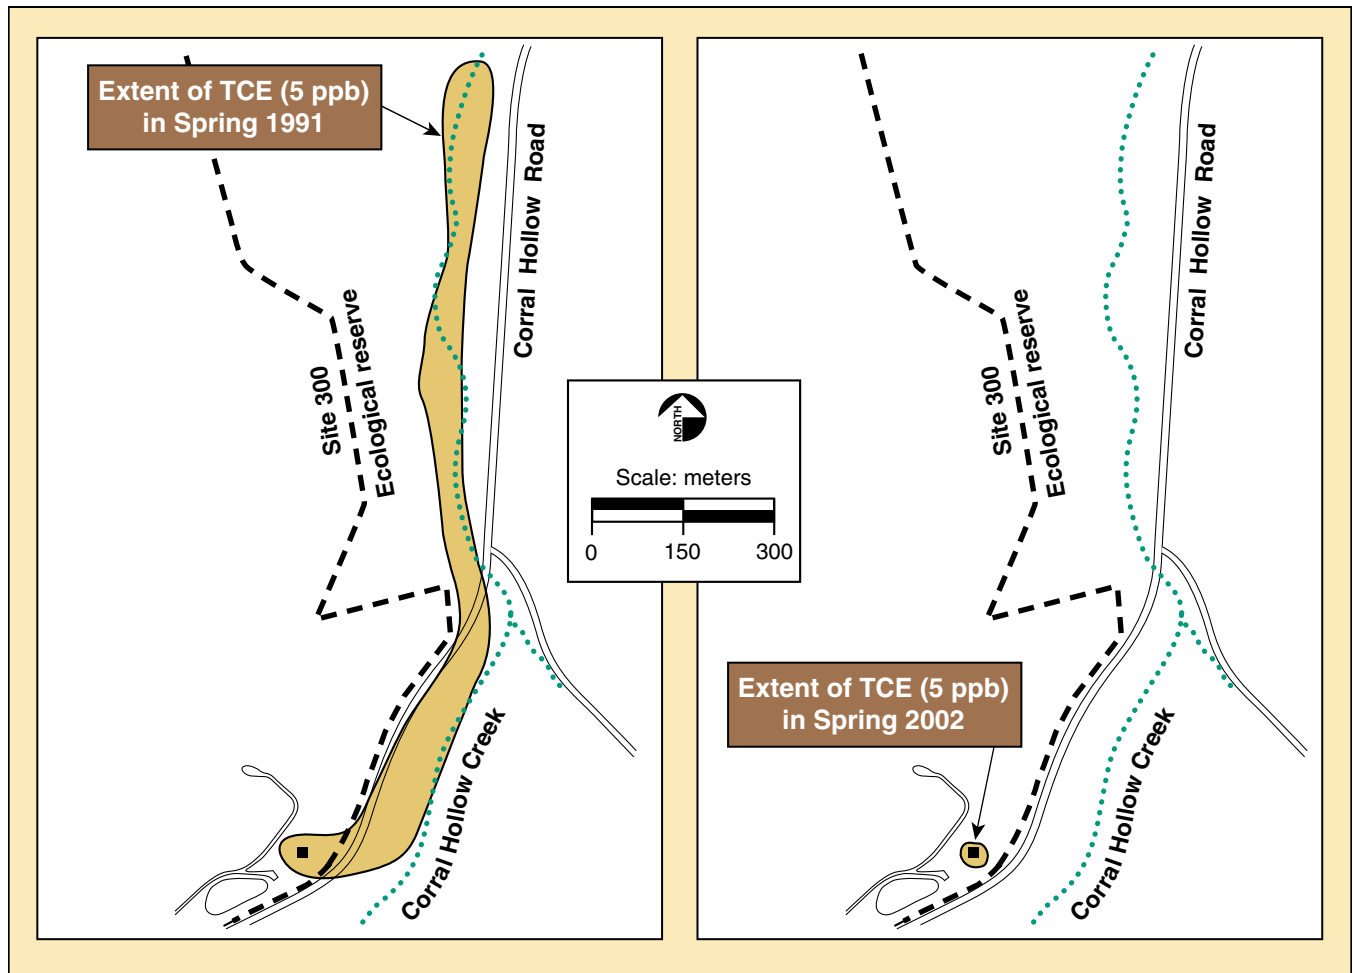 Extent of TCE (5 ppb)
in Spring 1991
Corral Hollow Road
Site 300
Ecological reserve
Corral Hollow Creek
NORTH
Scale: meters
0 150 300
Corral Hollow Road
Site 300
Ecological reserve
Extent of TCE (5 ppb)
in Spring 2002
Corral Hollow Creek